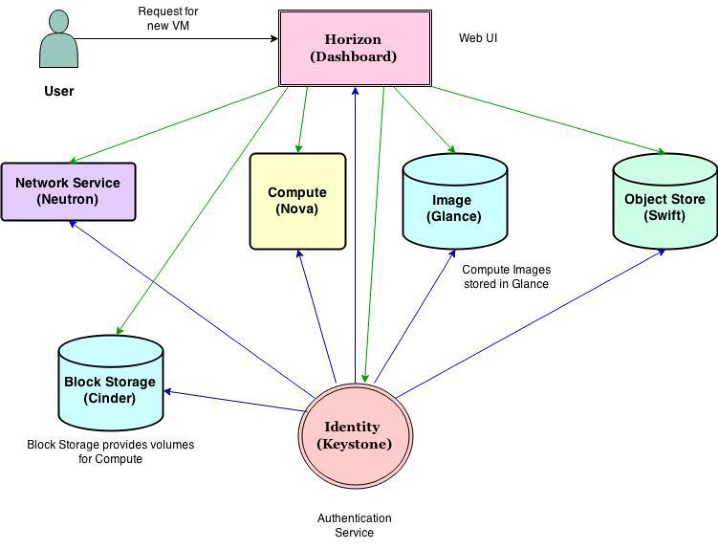 Request for
new VM
Horizon
(Dashboard)
Web UI
User
Network Service
(Neutron)
Compute
(Nova)
Image
(Glance)
Object Store
(Swift)
Compute Images
stored in Glance
Block Storage
(Cinder)
Block Storage provides volumes
for Compute
Identity
(Keystone)
Authentication
Service